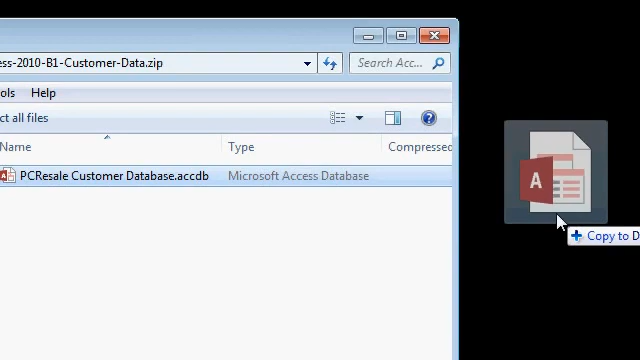 ess-2010-B1-Customer-Data.zip
Search Acc...
ols Help
ct all files
Name Type Compressed
PCResale Customer Database.accdb Microsoft Access Database
A
Copy to D